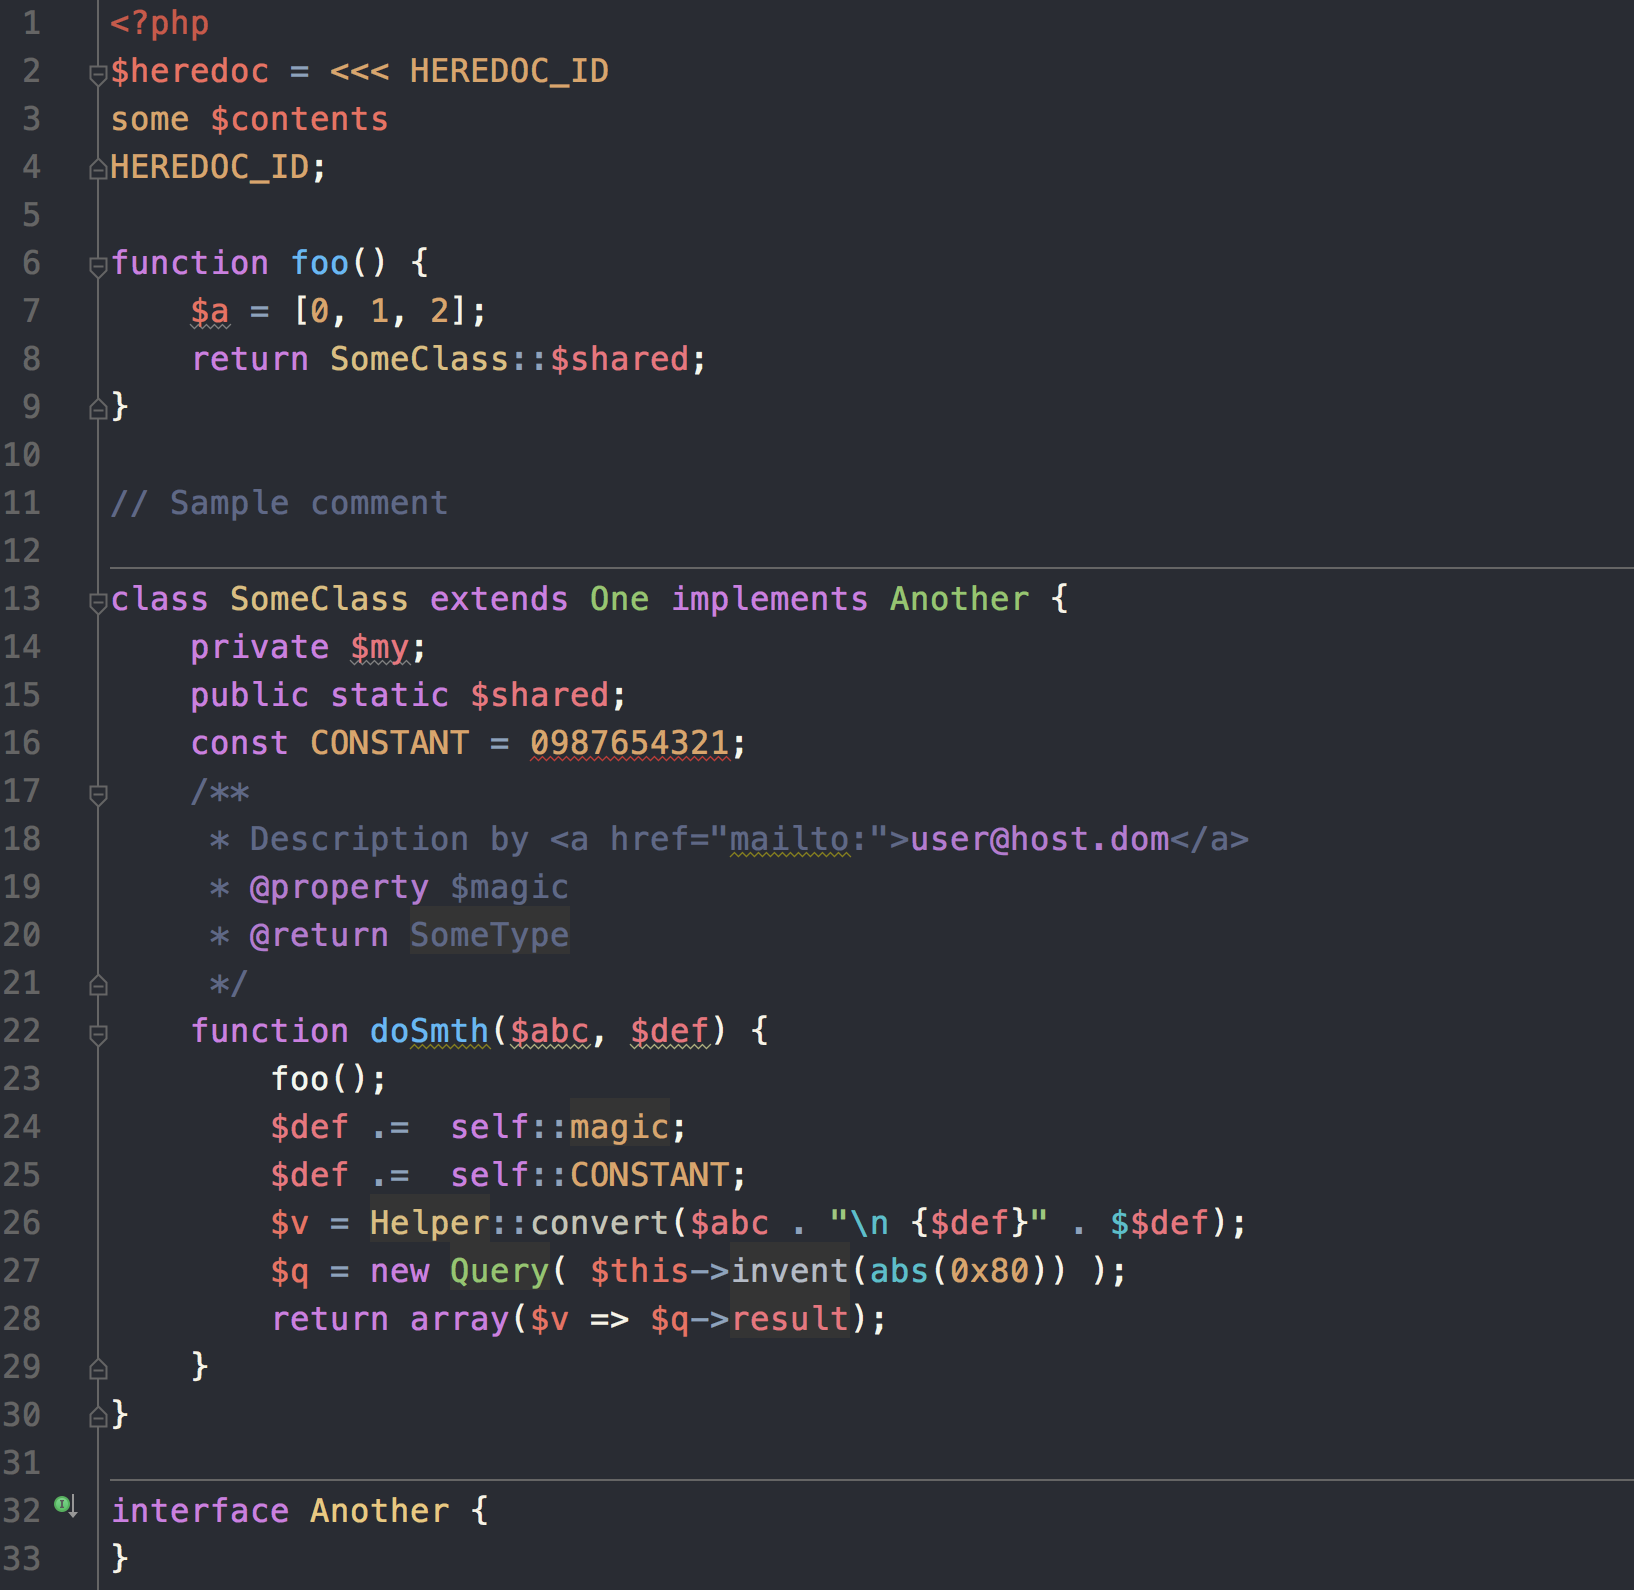 1 <?php
2 $heredoc = <<< HEREDOC_ID
3 some $contents
4 HEREDOC_ID;
5
6 function foo() {
7     $a = [0, 1, 2];
8     return SomeClass::$shared;
9 }
10
11 // Sample comment
12
13 class SomeClass extends One implements Another {
14     private $my;
15     public static $shared;
16     const CONSTANT = 0987654321;
17     /**
18      * Description by <a href="mailto:">user@host.dom</a>
19      * @property $magic
20      * @return SomeType
21      */
22     function doSmth($abc, $def) {
23         foo();
24         $def .=  self::magic;
25         $def .=  self::CONSTANT;
26         $v = Helper::convert($abc . "\n {$def}" . $$def);
27         $q = new Query( $this->invent(abs(0x80)) );
28         return array($v => $q->result);
29     }
30 }
31
32 interface Another {
33 }